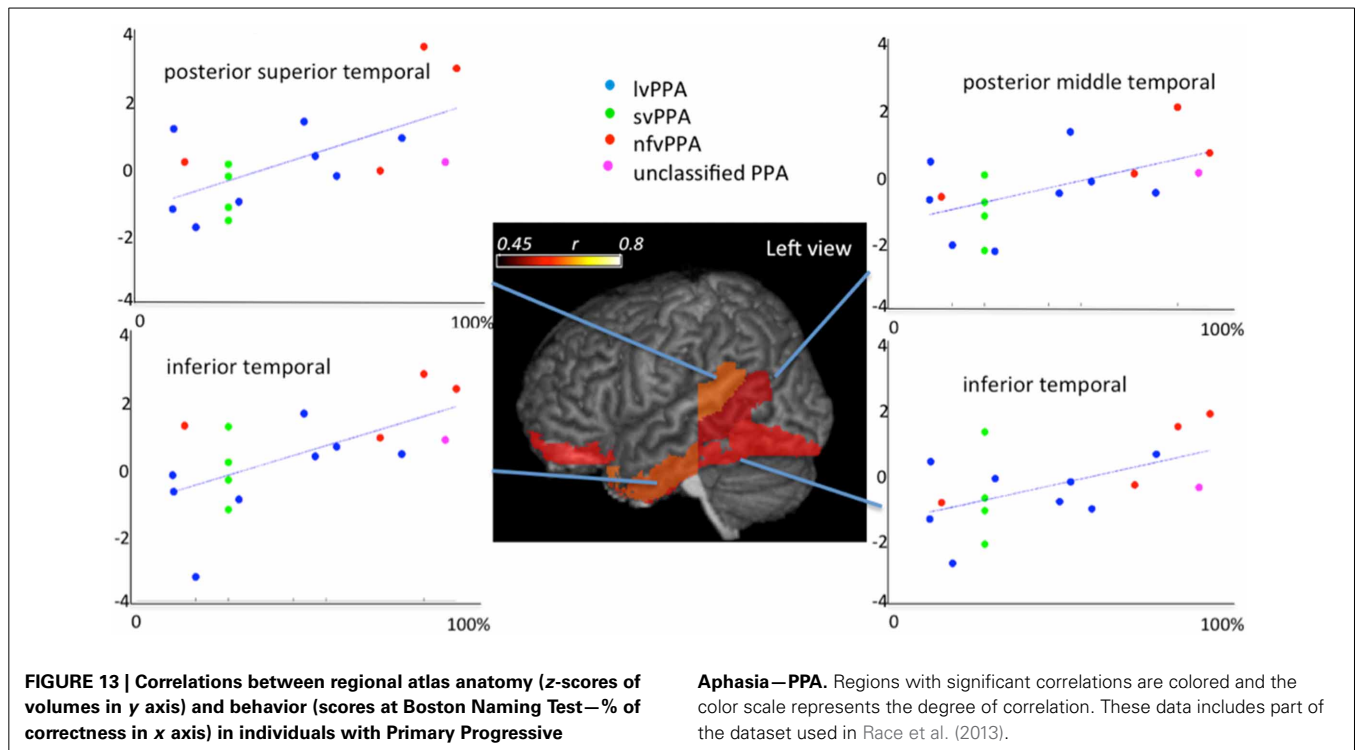 4
posterior superior temporal
2
0
-2
-4
0
100%
lvPPA
svPPA
nfvPPA
unclassified PPA
4
posterior middle temporal
2
0
-2
-4
0
100%
0.45 r 0.8
Left view
4
inferior temporal
2
0
-2
-4
0
100%
4
inferior temporal
2
0
-2
-4
0
100%
FIGURE 13 | Correlations between regional atlas anatomy (z-scores of
volumes in y axis) and behavior (scores at Boston Naming Test—% of
correctness in x axis) in individuals with Primary Progressive
Aphasia—PPA. Regions with significant correlations are colored and the
color scale represents the degree of correlation. These data includes part of
the dataset used in Race et al. (2013).